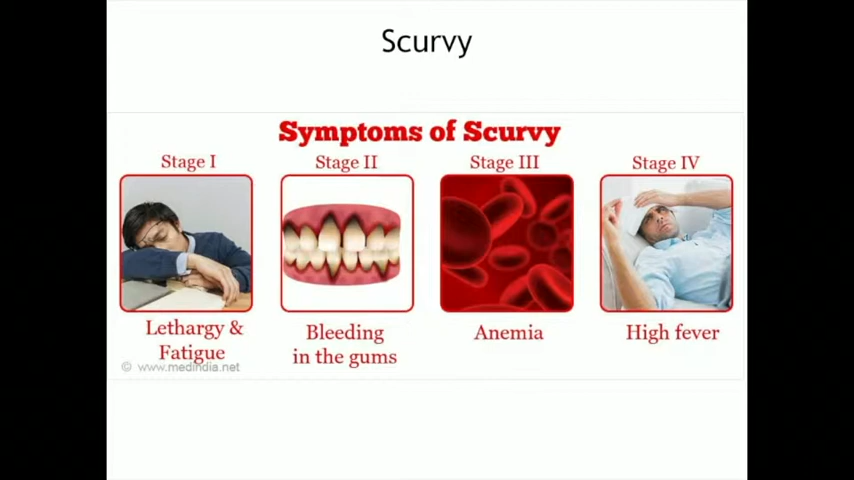 Scurvy
Symptoms of Scurvy
Stage I
Stage II
Stage III
Stage IV
Lethargy &
Fatigue
Bleeding
in the gums
Anemia
High fever
© www.medindia.net